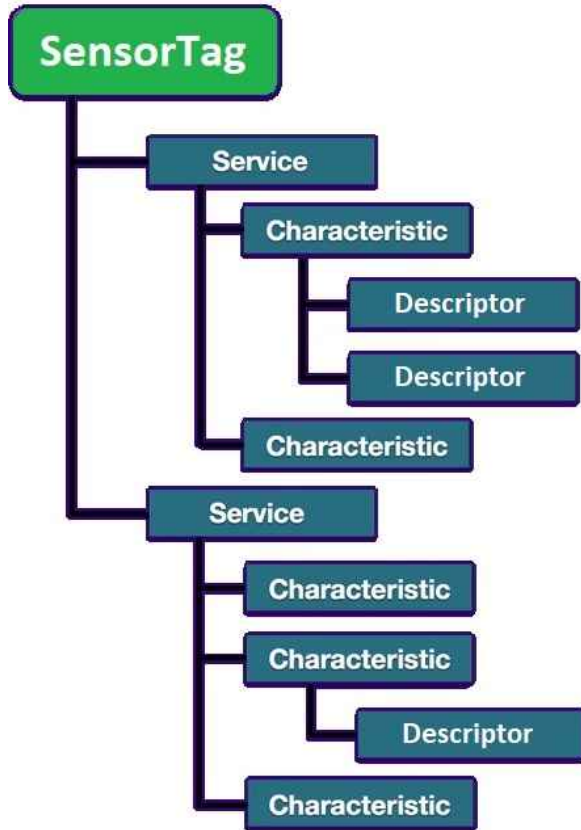 SensorTag
Service
Characteristic
Descriptor
Descriptor
Characteristic
Service
Characteristic
Characteristic
Descriptor
Characteristic